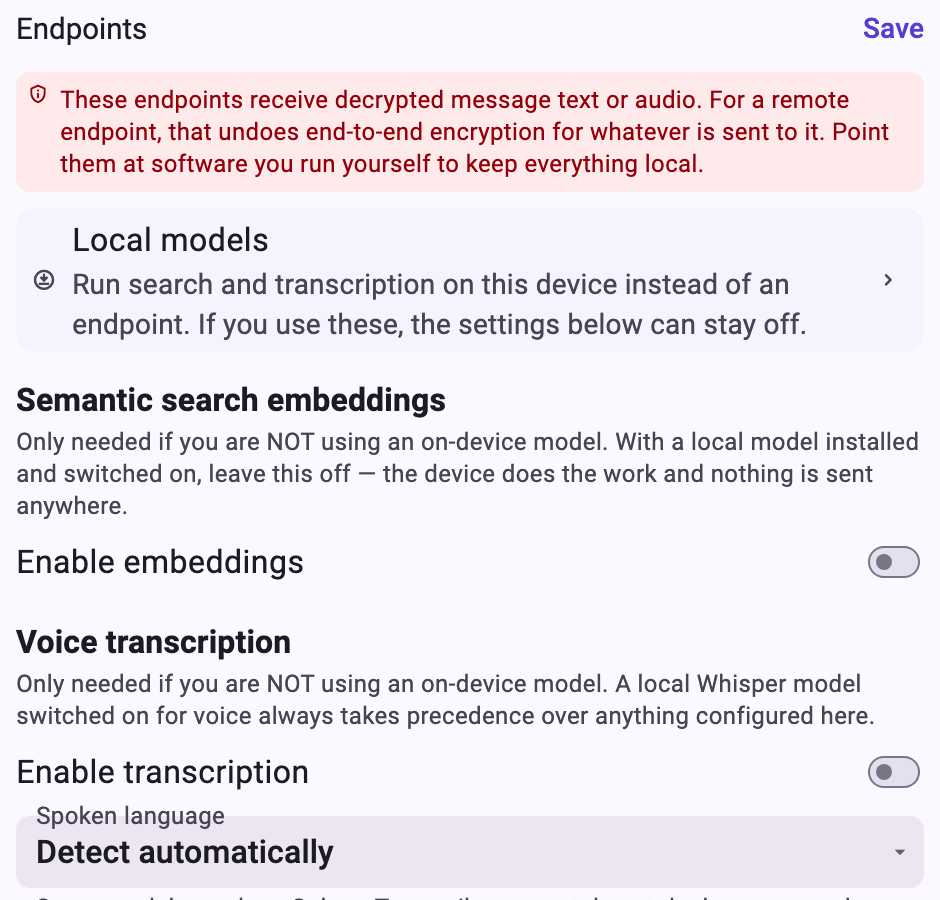 Endpoints
Save
These endpoints receive decrypted message text or audio. For a remote
endpoint, that undoes end-to-end encryption for whatever is sent to it. Point
them at software you run yourself to keep everything local.
Local models
Run search and transcription on this device instead of an
endpoint. If you use these, the settings below can stay off.
Semantic search embeddings
Only needed if you are NOT using an on-device model. With a local model installed
and switched on, leave this off — the device does the work and nothing is sent
anywhere.
Enable embeddings
Voice transcription
Only needed if you are NOT using an on-device model. A local Whisper model
switched on for voice always takes precedence over anything configured here.
Enable transcription
Spoken language
Detect automatically